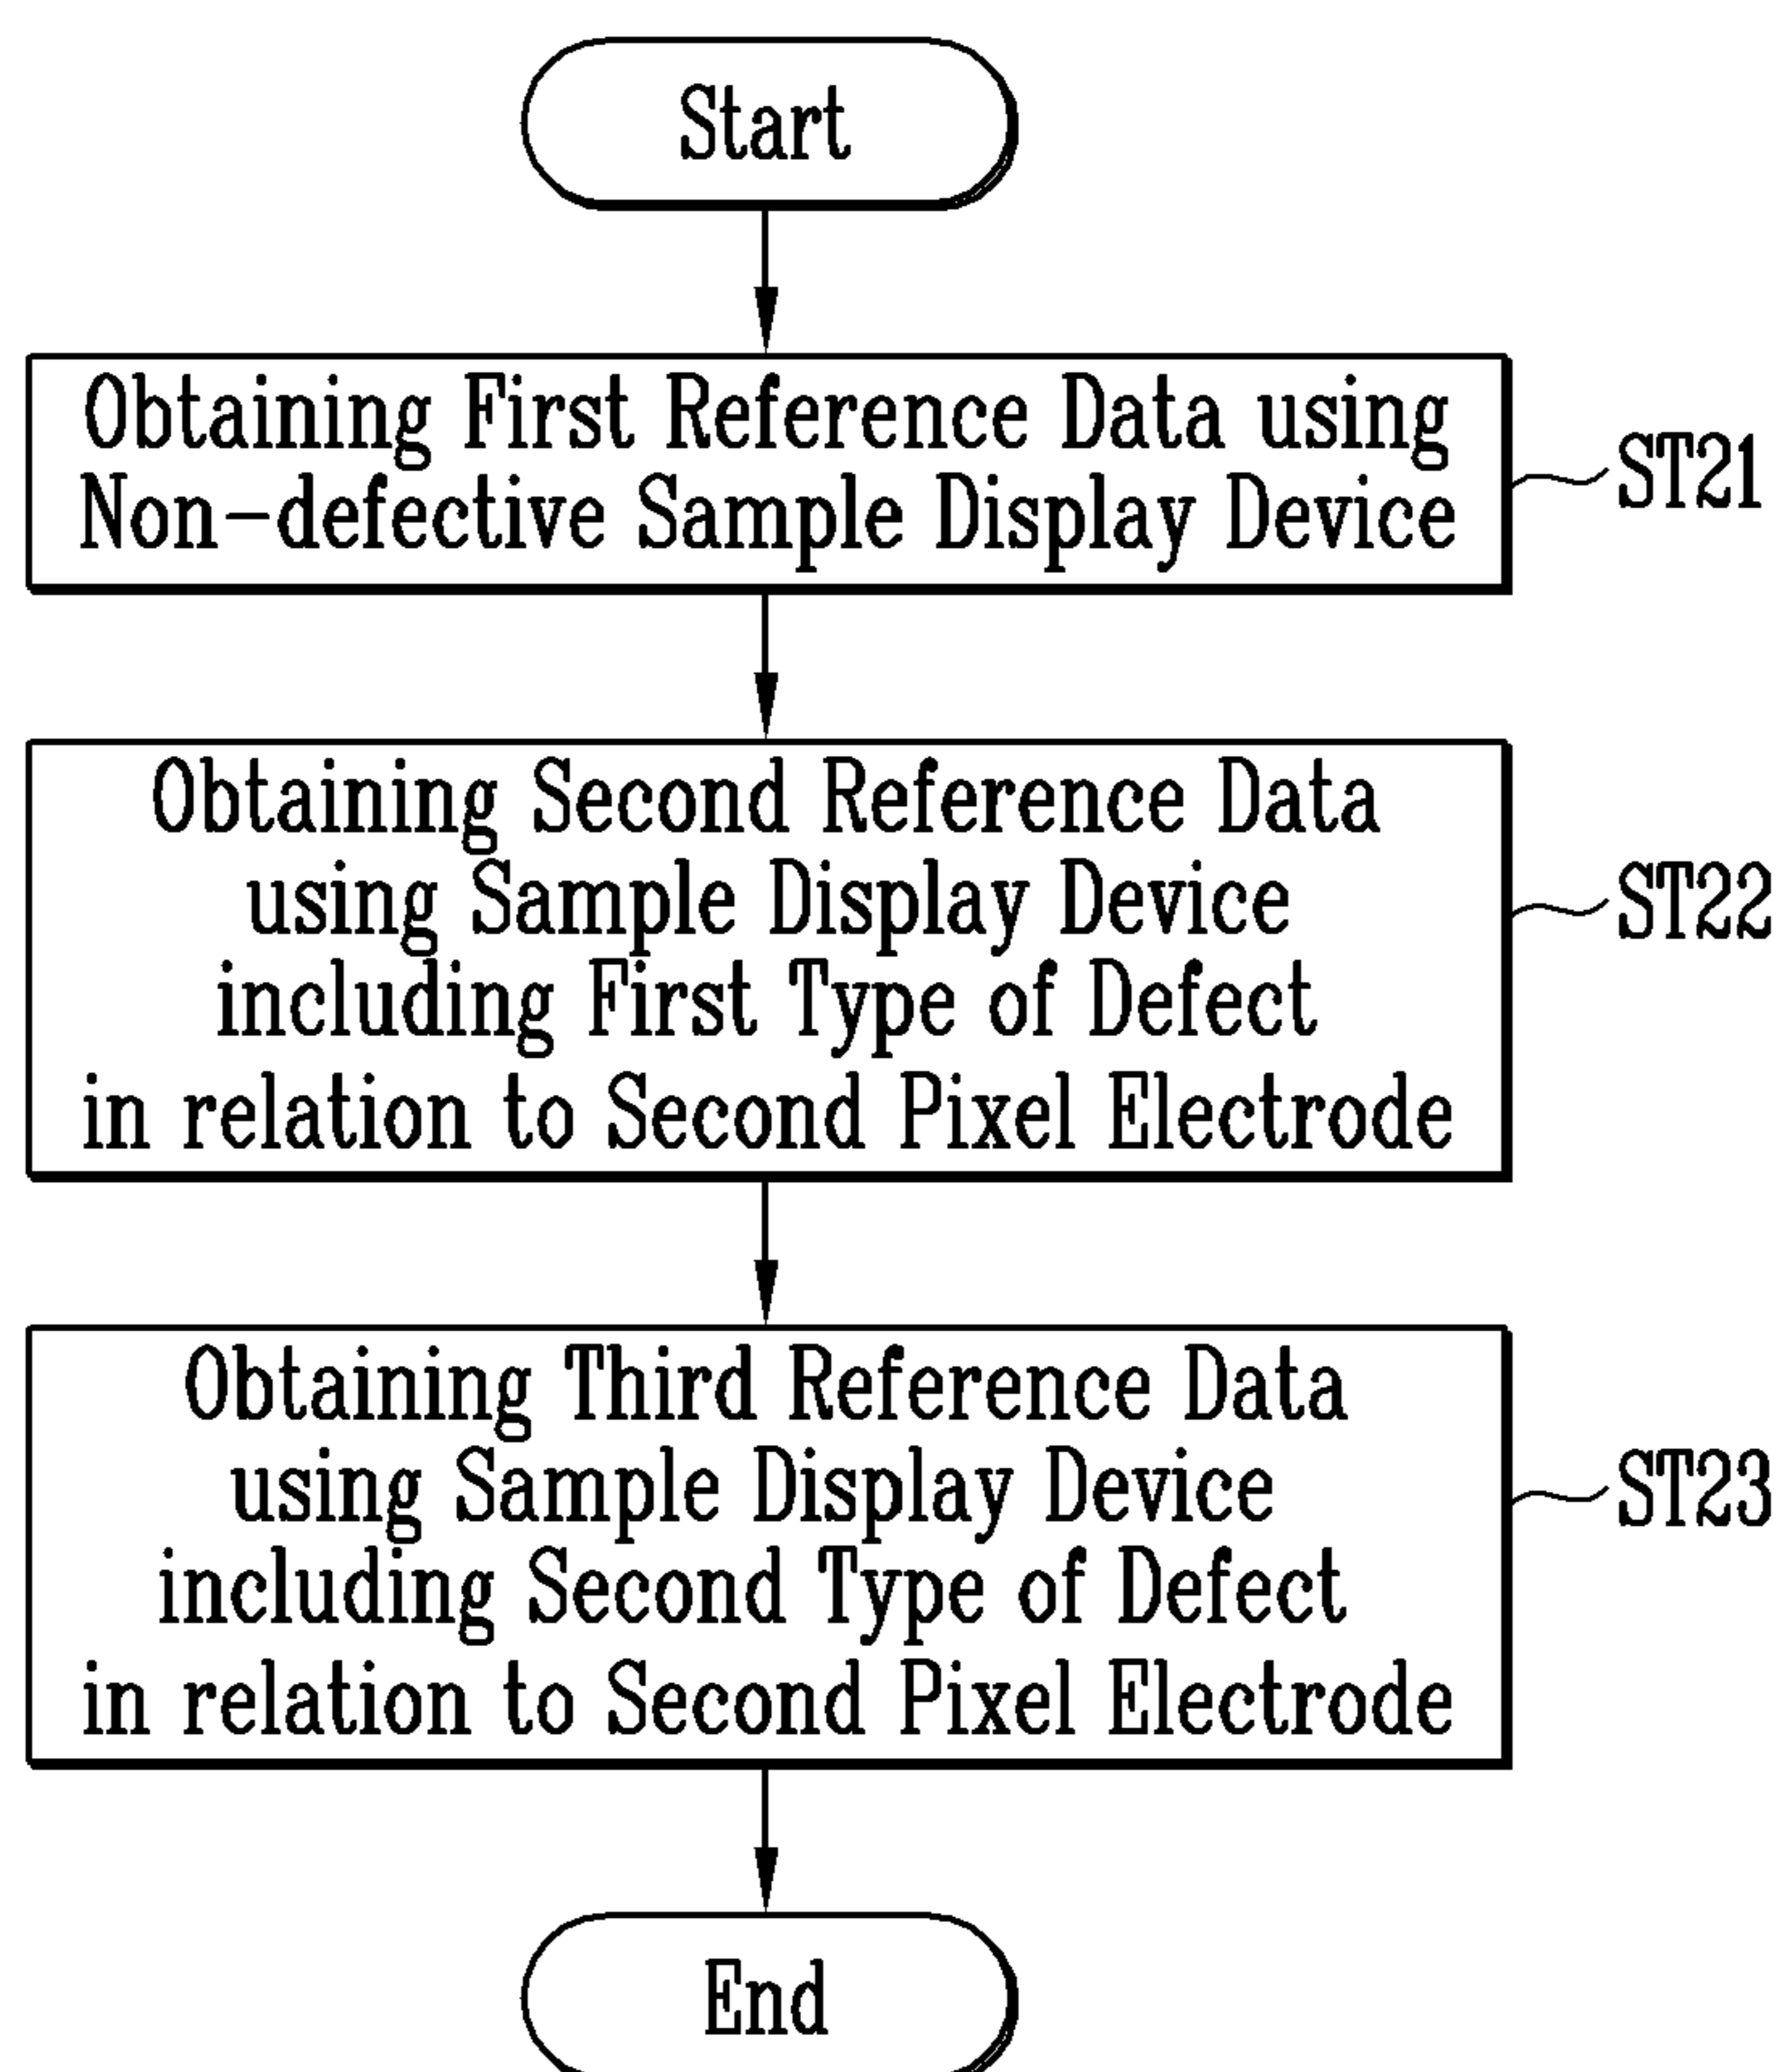 Start
Obtaining First Reference Data using
Non-defective Sample Display Device
ST21
Obtaining Second Reference Data
using Sample Display Device
including First Type of Defect
in relation to Second Pixel Electrode
ST22
Obtaining Third Reference Data
using Sample Display Device
including Second Type of Defect
in relation to Second Pixel Electrode
ST23
End